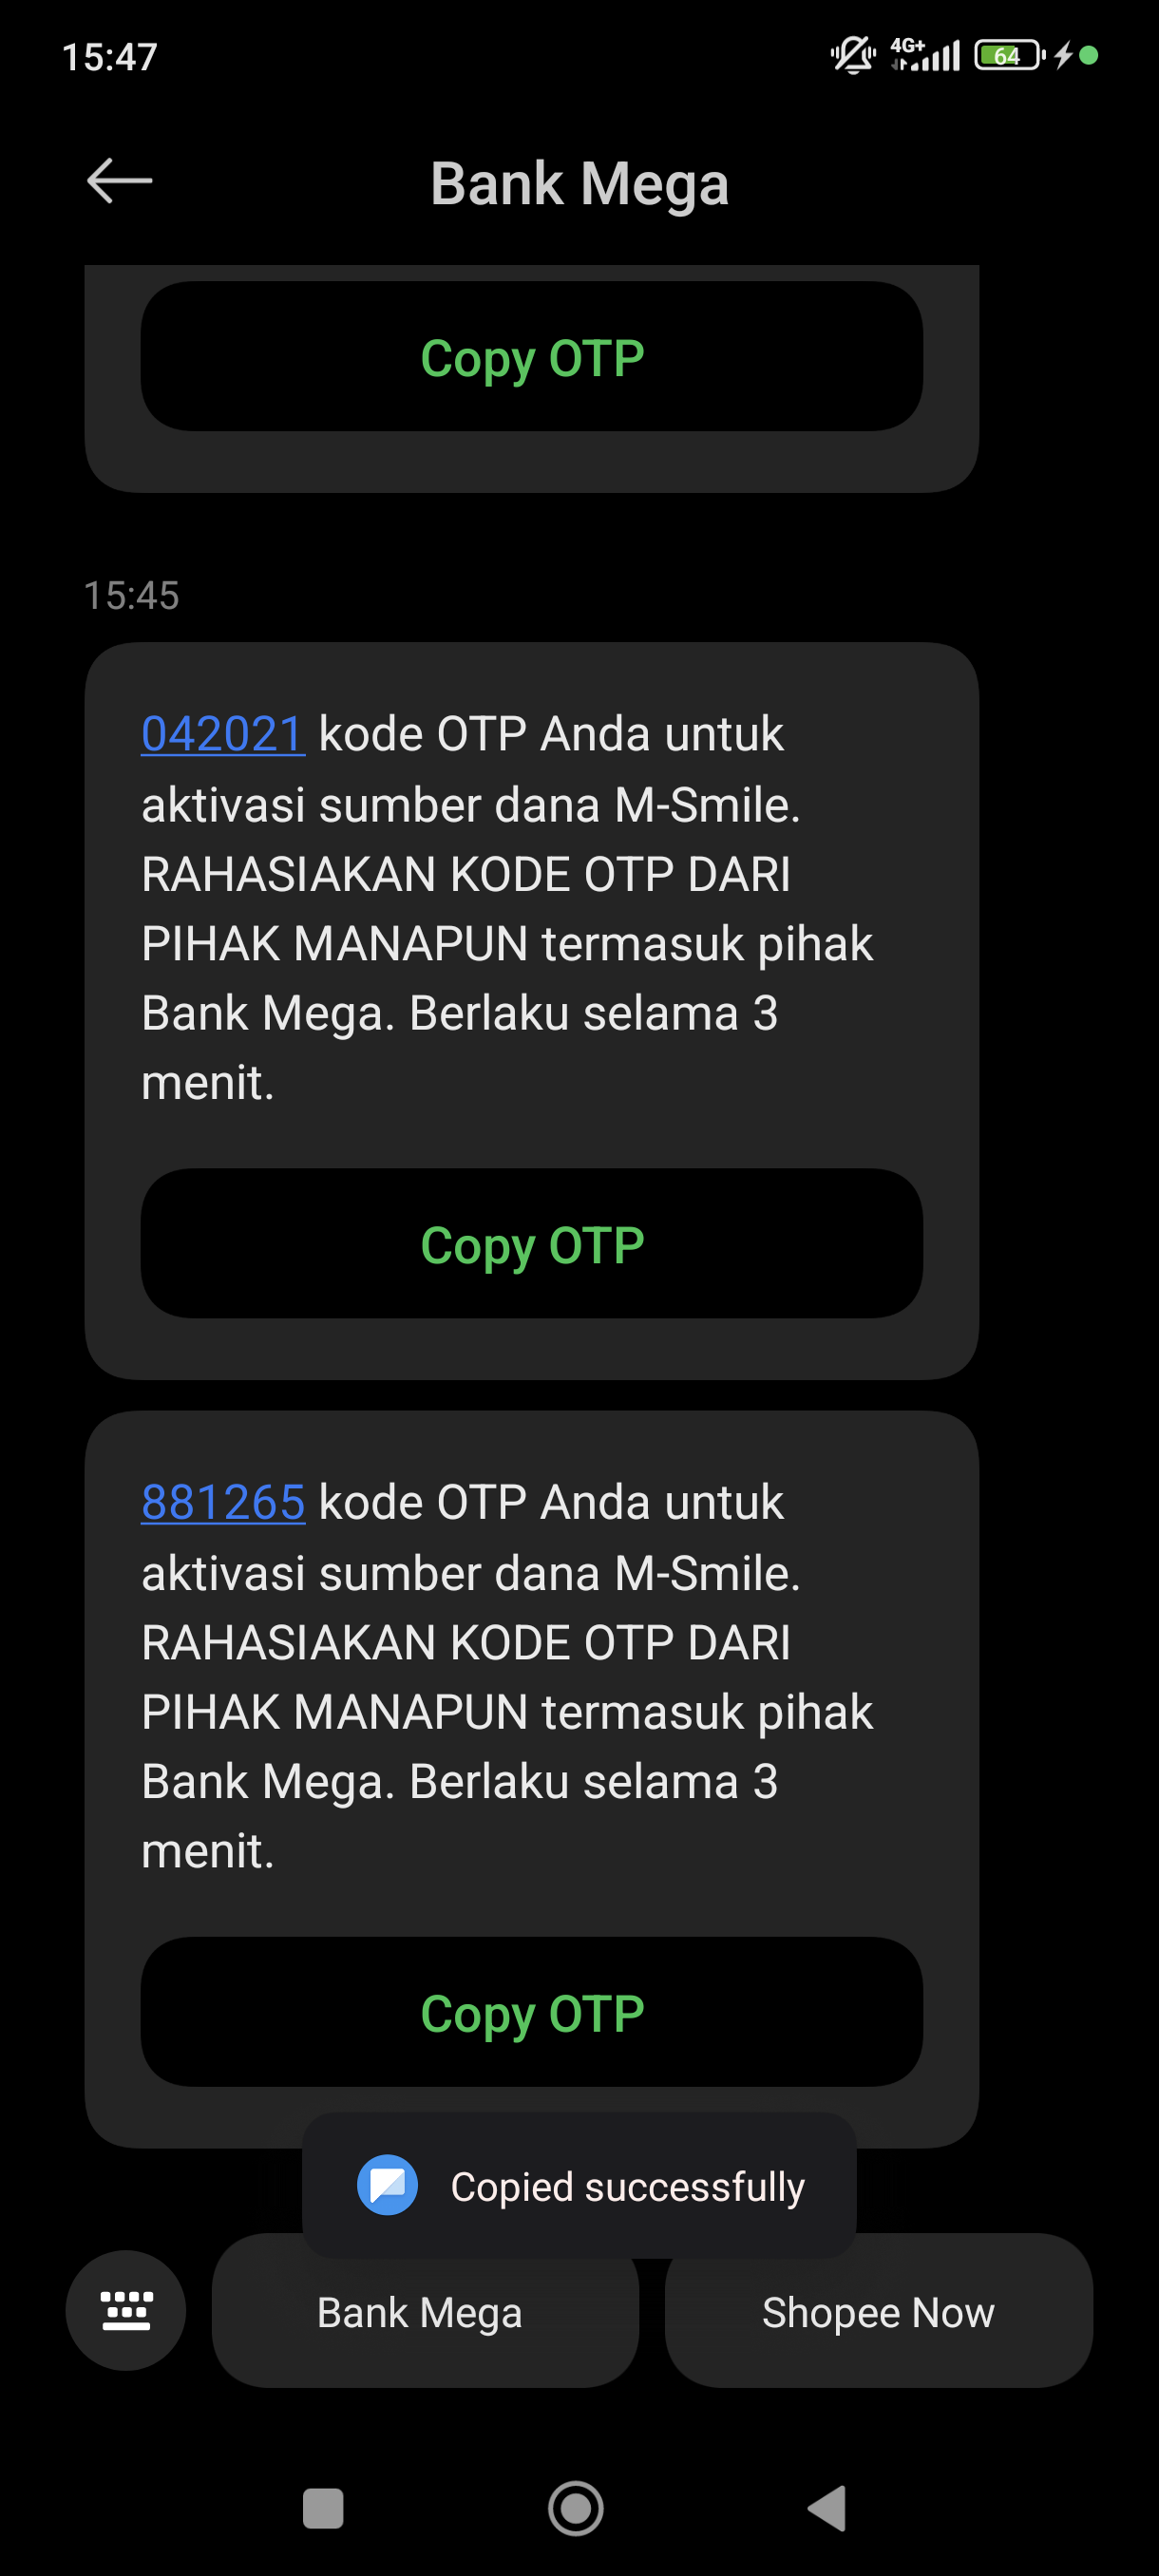 15:47
4G+
64
Bank Mega
Copy OTP
15:45
042021 kode OTP Anda untuk
aktivasi sumber dana M-Smile.
RAHASIAKAN KODE OTP DARI
PIHAK MANAPUN termasuk pihak
Bank Mega. Berlaku selama 3
menit.
Copy OTP
881265 kode OTP Anda untuk
aktivasi sumber dana M-Smile.
RAHASIAKAN KODE OTP DARI
PIHAK MANAPUN termasuk pihak
Bank Mega. Berlaku selama 3
menit.
Copy OTP
Copied successfully
Bank Mega
Shopee Now